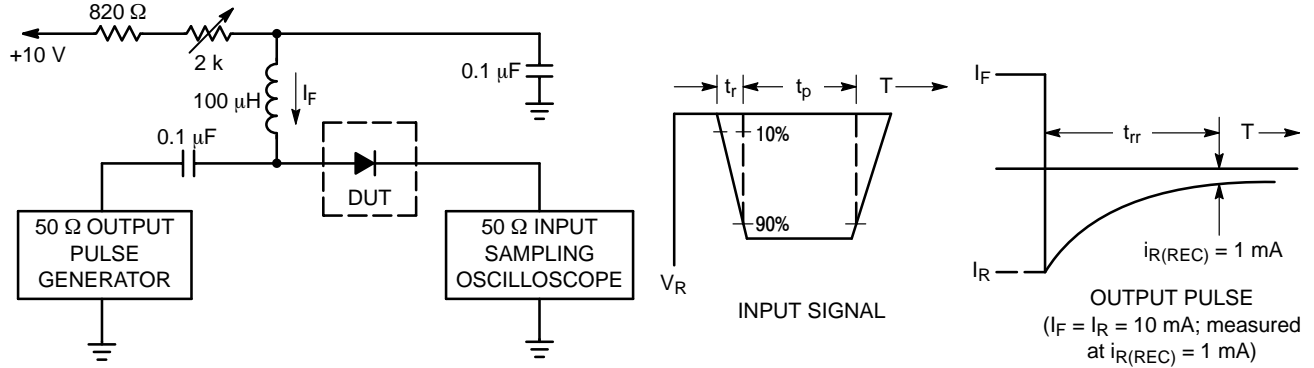 820 Ω
+10 V
2 k
100 μH
I_F
0.1 μF
0.1 μF
DUT
50 Ω OUTPUT
PULSE
GENERATOR
50 Ω INPUT
SAMPLING
OSCILLOSCOPE
t_r
t_p
T
10%
90%
V_R
INPUT SIGNAL
I_F
t_rr
T
I_R
i_R(REC) = 1 mA
OUTPUT PULSE
(I_F = I_R = 10 mA; measured
at i_R(REC) = 1 mA)